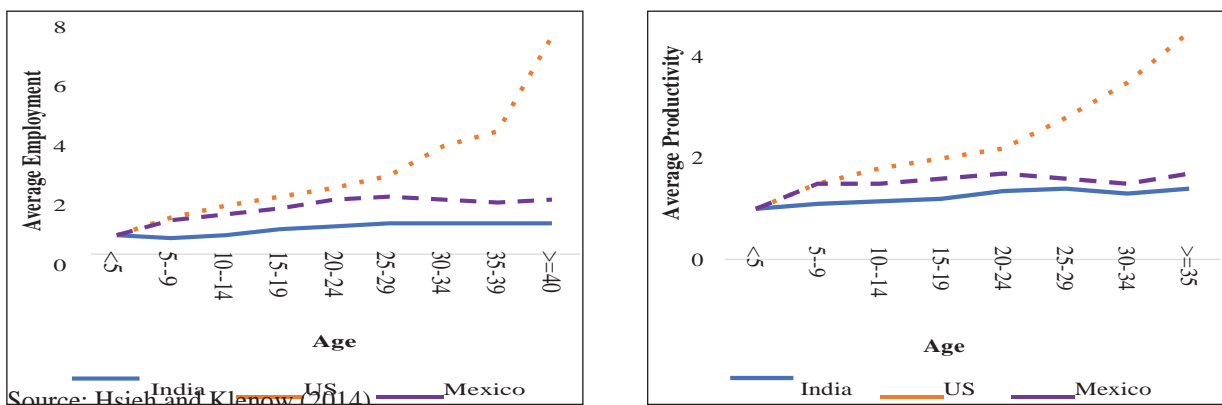 Average Employment
8
6
4
2
0
<5
5--9
10--14
15-19
20-24
25-29
30-34
35-39
>=40
Age
India
US
Mexico
Source: Hsieh and Klenow (2014)
Average Productivity
4
2
0
<5
5--9
10-14
15-19
20-24
25-29
30-34
>=35
Age
India
US
Mexico